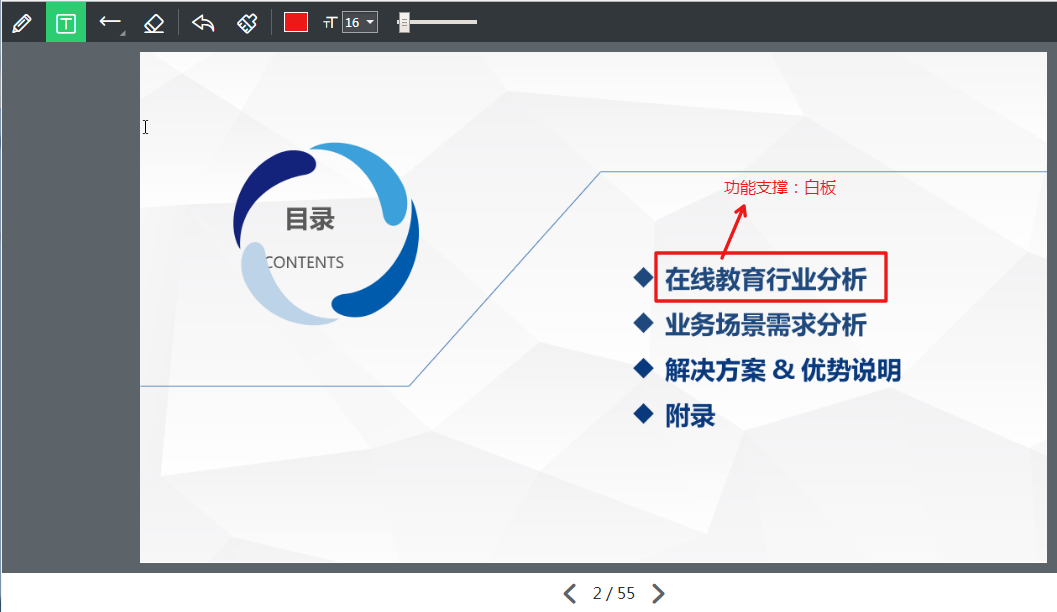 T
T 16
功能支撑：白板
目录
CONTENTS
在线教育行业分析
业务场景需求分析
解决方案 & 优势说明
附录
2 / 55